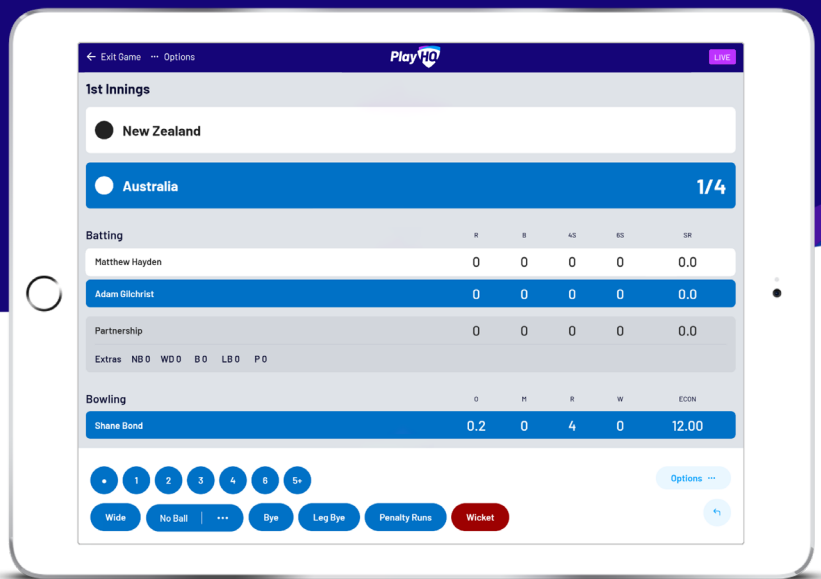 ← Exit Game ··· Options PlayHQ LIVE
1st Innings
New Zealand
Australia 1/4
Batting R B 4S 6S SR
Matthew Hayden 0 0 0 0 0.0
Adam Gilchrist 0 0 0 0 0.0
Partnership 0 0 0 0 0.0
Extras NB 0 WD 0 B 0 LB 0 P 0
Bowling O M R W ECON
Shane Bond 0.2 0 4 0 12.00
• 1 2 3 4 6 5+ Options ···
Wide No Ball | ··· Bye Leg Bye Penalty Runs Wicket